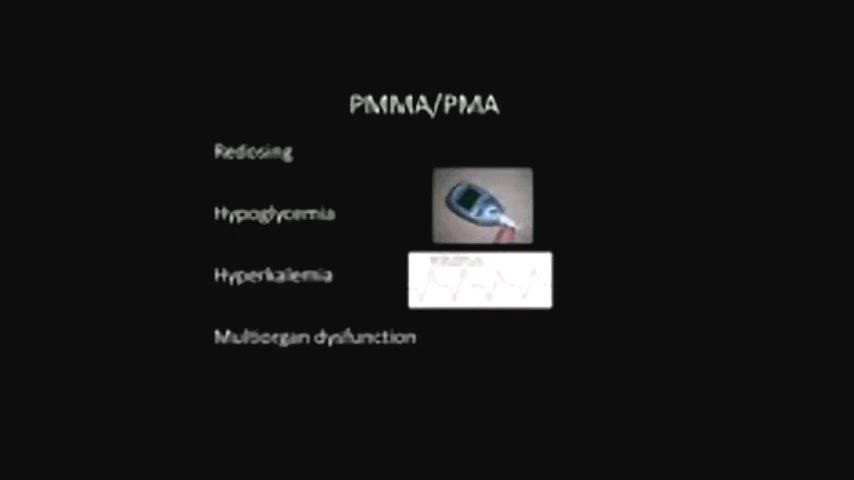 PMMA/PMA
Redosing
Hypoglycemia
Hyperkalemia
Multiorgan dysfunction